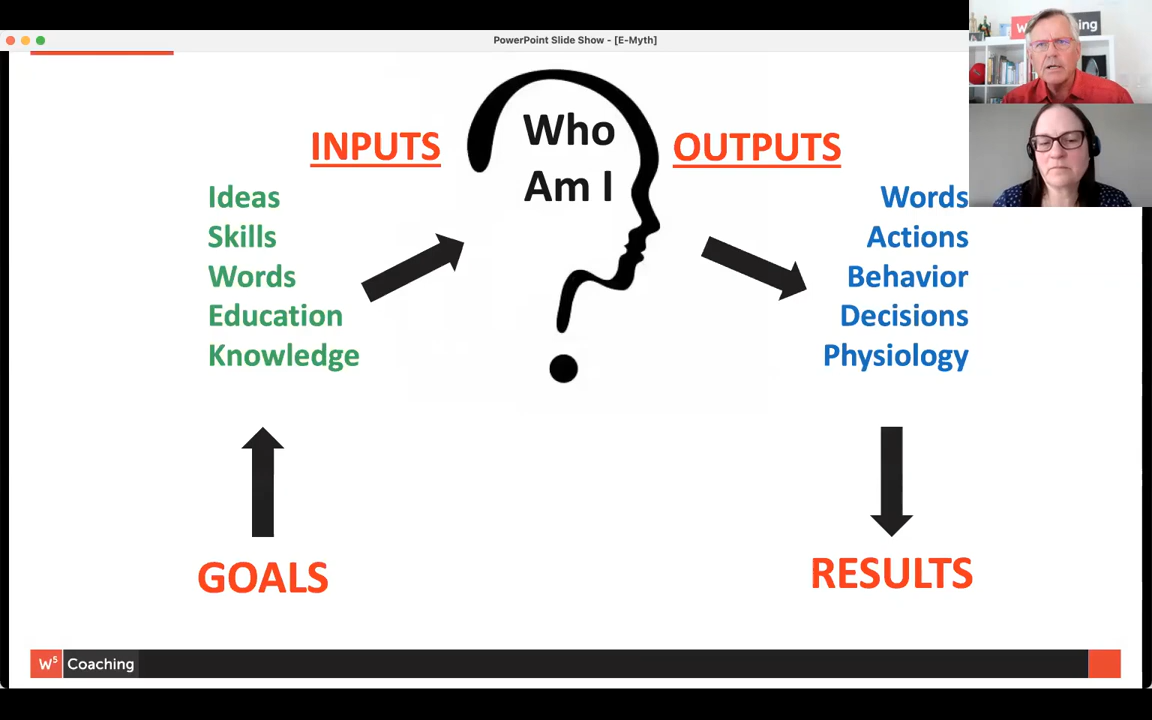 PowerPoint Slide Show - [E-Myth]
INPUTS
Ideas
Skills
Words
Education
Knowledge
Who
Am I
OUTPUTS
Words
Actions
Behavior
Decisions
Physiology
GOALS
RESULTS
W⁵ Coaching